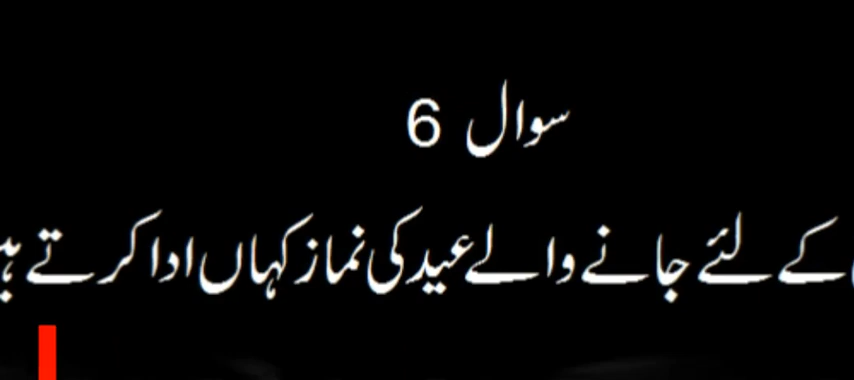 سوال 6
کے لئے جانے والے عید کی نماز کہاں ادا کرتے